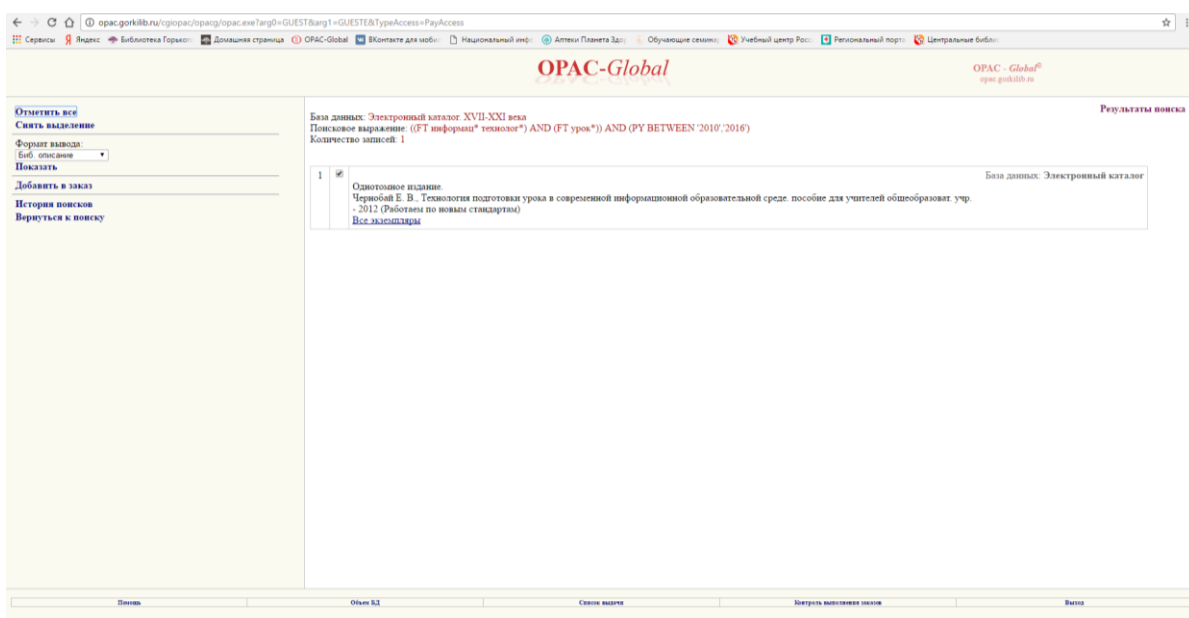 opac.gorkilib.ru/cgiopac/opacg/opac.exe?arg0=GUEST&arg1=GUESTE&TypeAccess=PayAccess
Сервисы Яндекс Библиотека Горького Домашняя страница OPAC-Global ВКонтакте для моби Национальный инфо Аптеки Планета Здо Обучающие семина Учебный центр Росс Региональный порта Центральные библио
OPAC-Global
OPAC - Global©
opac.gorkilib.ru
Отметить все
Снять выделение
Формат вывода:
Биб. описание
Показать
Добавить в заказ
История поисков
Вернуться к поиску
Результаты поиска
База данных: Электронный каталог. XVII-XXI века
Поисковое выражение: ((FT информац* технолог*) AND (FT урок*)) AND (PY BETWEEN '2010','2016')
Количество записей: 1
1
База данных: Электронный каталог
Однотомное издание.
Чернобай Е. В., Технология подготовки урока в современной информационной образовательной среде. пособие для учителей общеобразоват. учр.
- 2012 (Работаем по новым стандартам)
Все экземпляры
Помощь Объем БД Список выдачи Контроль выполнения заказов Выход